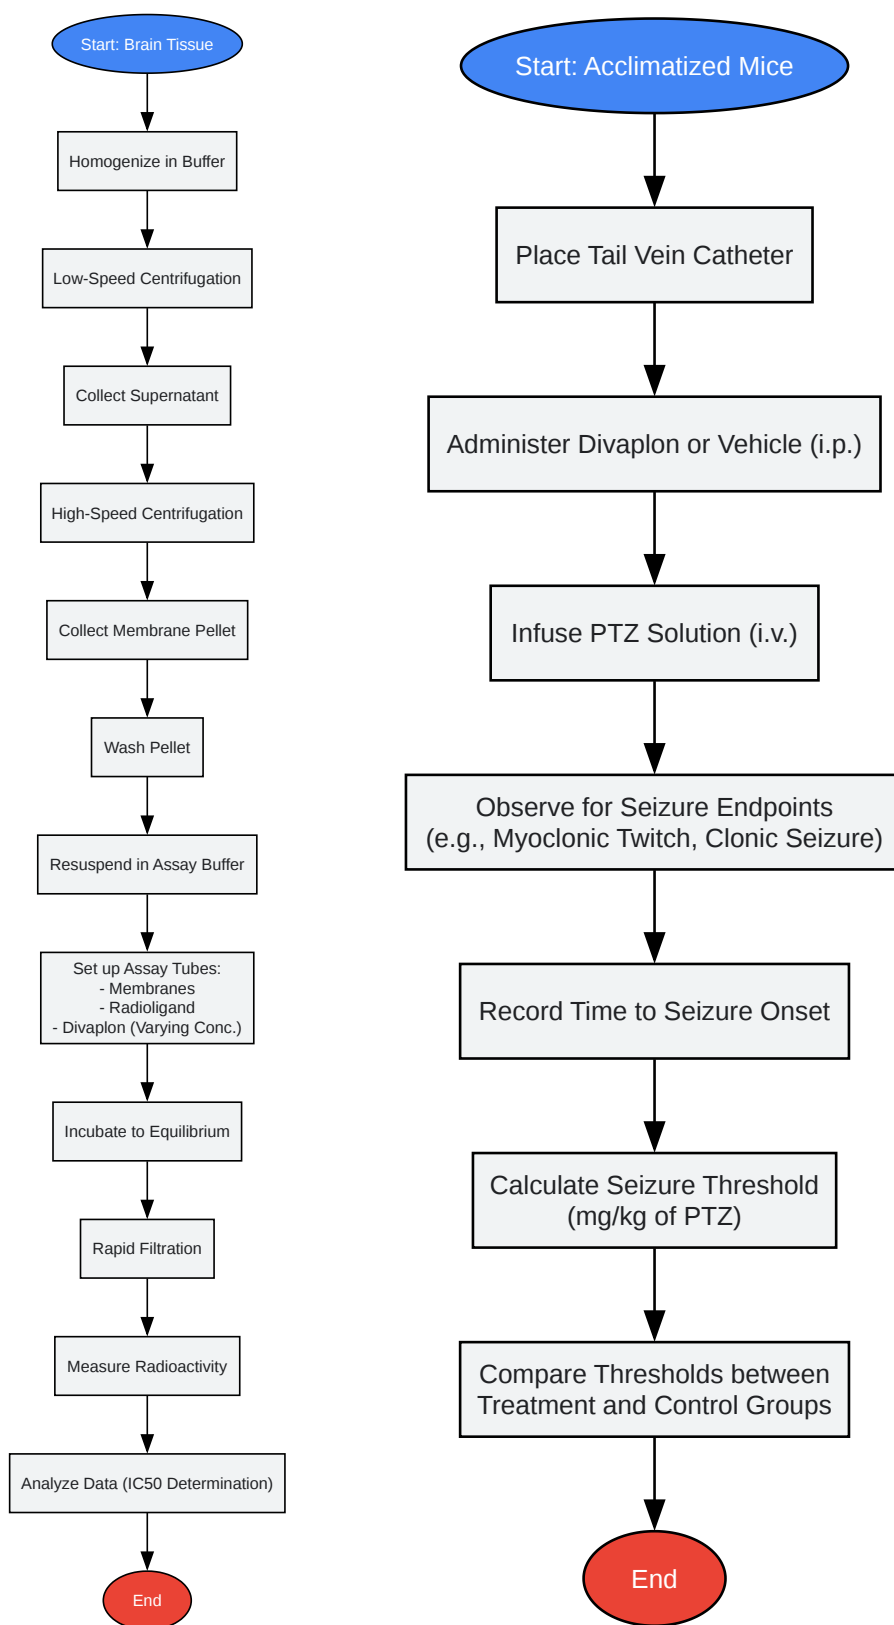 Start: Brain Tissue
Homogenize in Buffer
Low-Speed Centrifugation
Collect Supernatant
High-Speed Centrifugation
Collect Membrane Pellet
Wash Pellet
Resuspend in Assay Buffer
Set up Assay Tubes:
- Membranes
- Radioligand
- Divaplon (Varying Conc.)
Incubate to Equilibrium
Rapid Filtration
Measure Radioactivity
Analyze Data (IC50 Determination)
End
Start: Acclimatized Mice
Place Tail Vein Catheter
Administer Divaplon or Vehicle (i.p.)
Infuse PTZ Solution (i.v.)
Observe for Seizure Endpoints
(e.g., Myoclonic Twitch, Clonic Seizure)
Record Time to Seizure Onset
Calculate Seizure Threshold
(mg/kg of PTZ)
Compare Thresholds between
Treatment and Control Groups
End